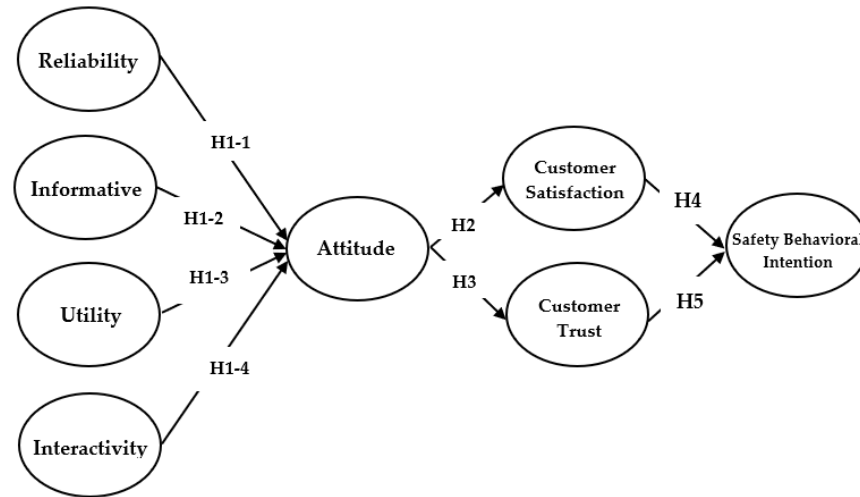 Reliability
H1-1
Informative
H1-2
Utility
H1-3
Interactivity
H1-4
Attitude
H2
H3
Customer
Satisfaction
Customer
Trust
H4
H5
Safety Behavioral
Intention